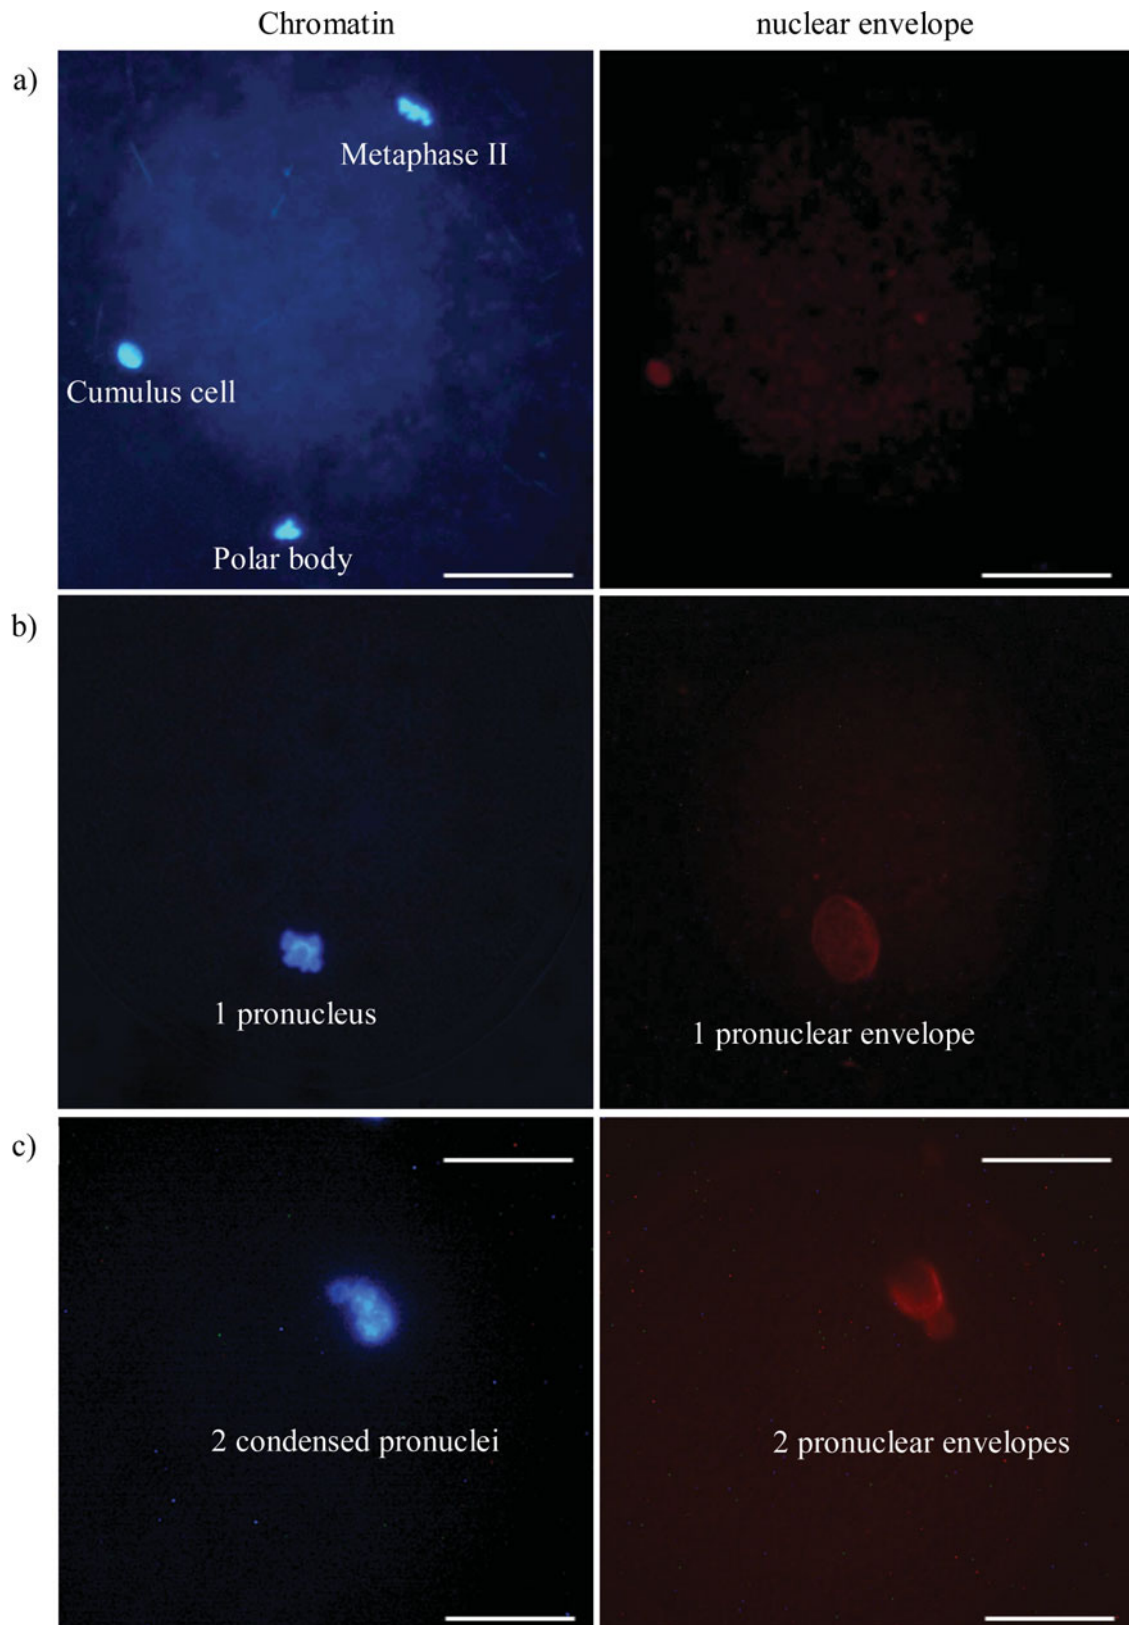 Chromatin
nuclear envelope
a)
Metaphase II
Cumulus cell
Polar body
b)
1 pronucleus
1 pronuclear envelope
c)
2 condensed pronuclei
2 pronuclear envelopes